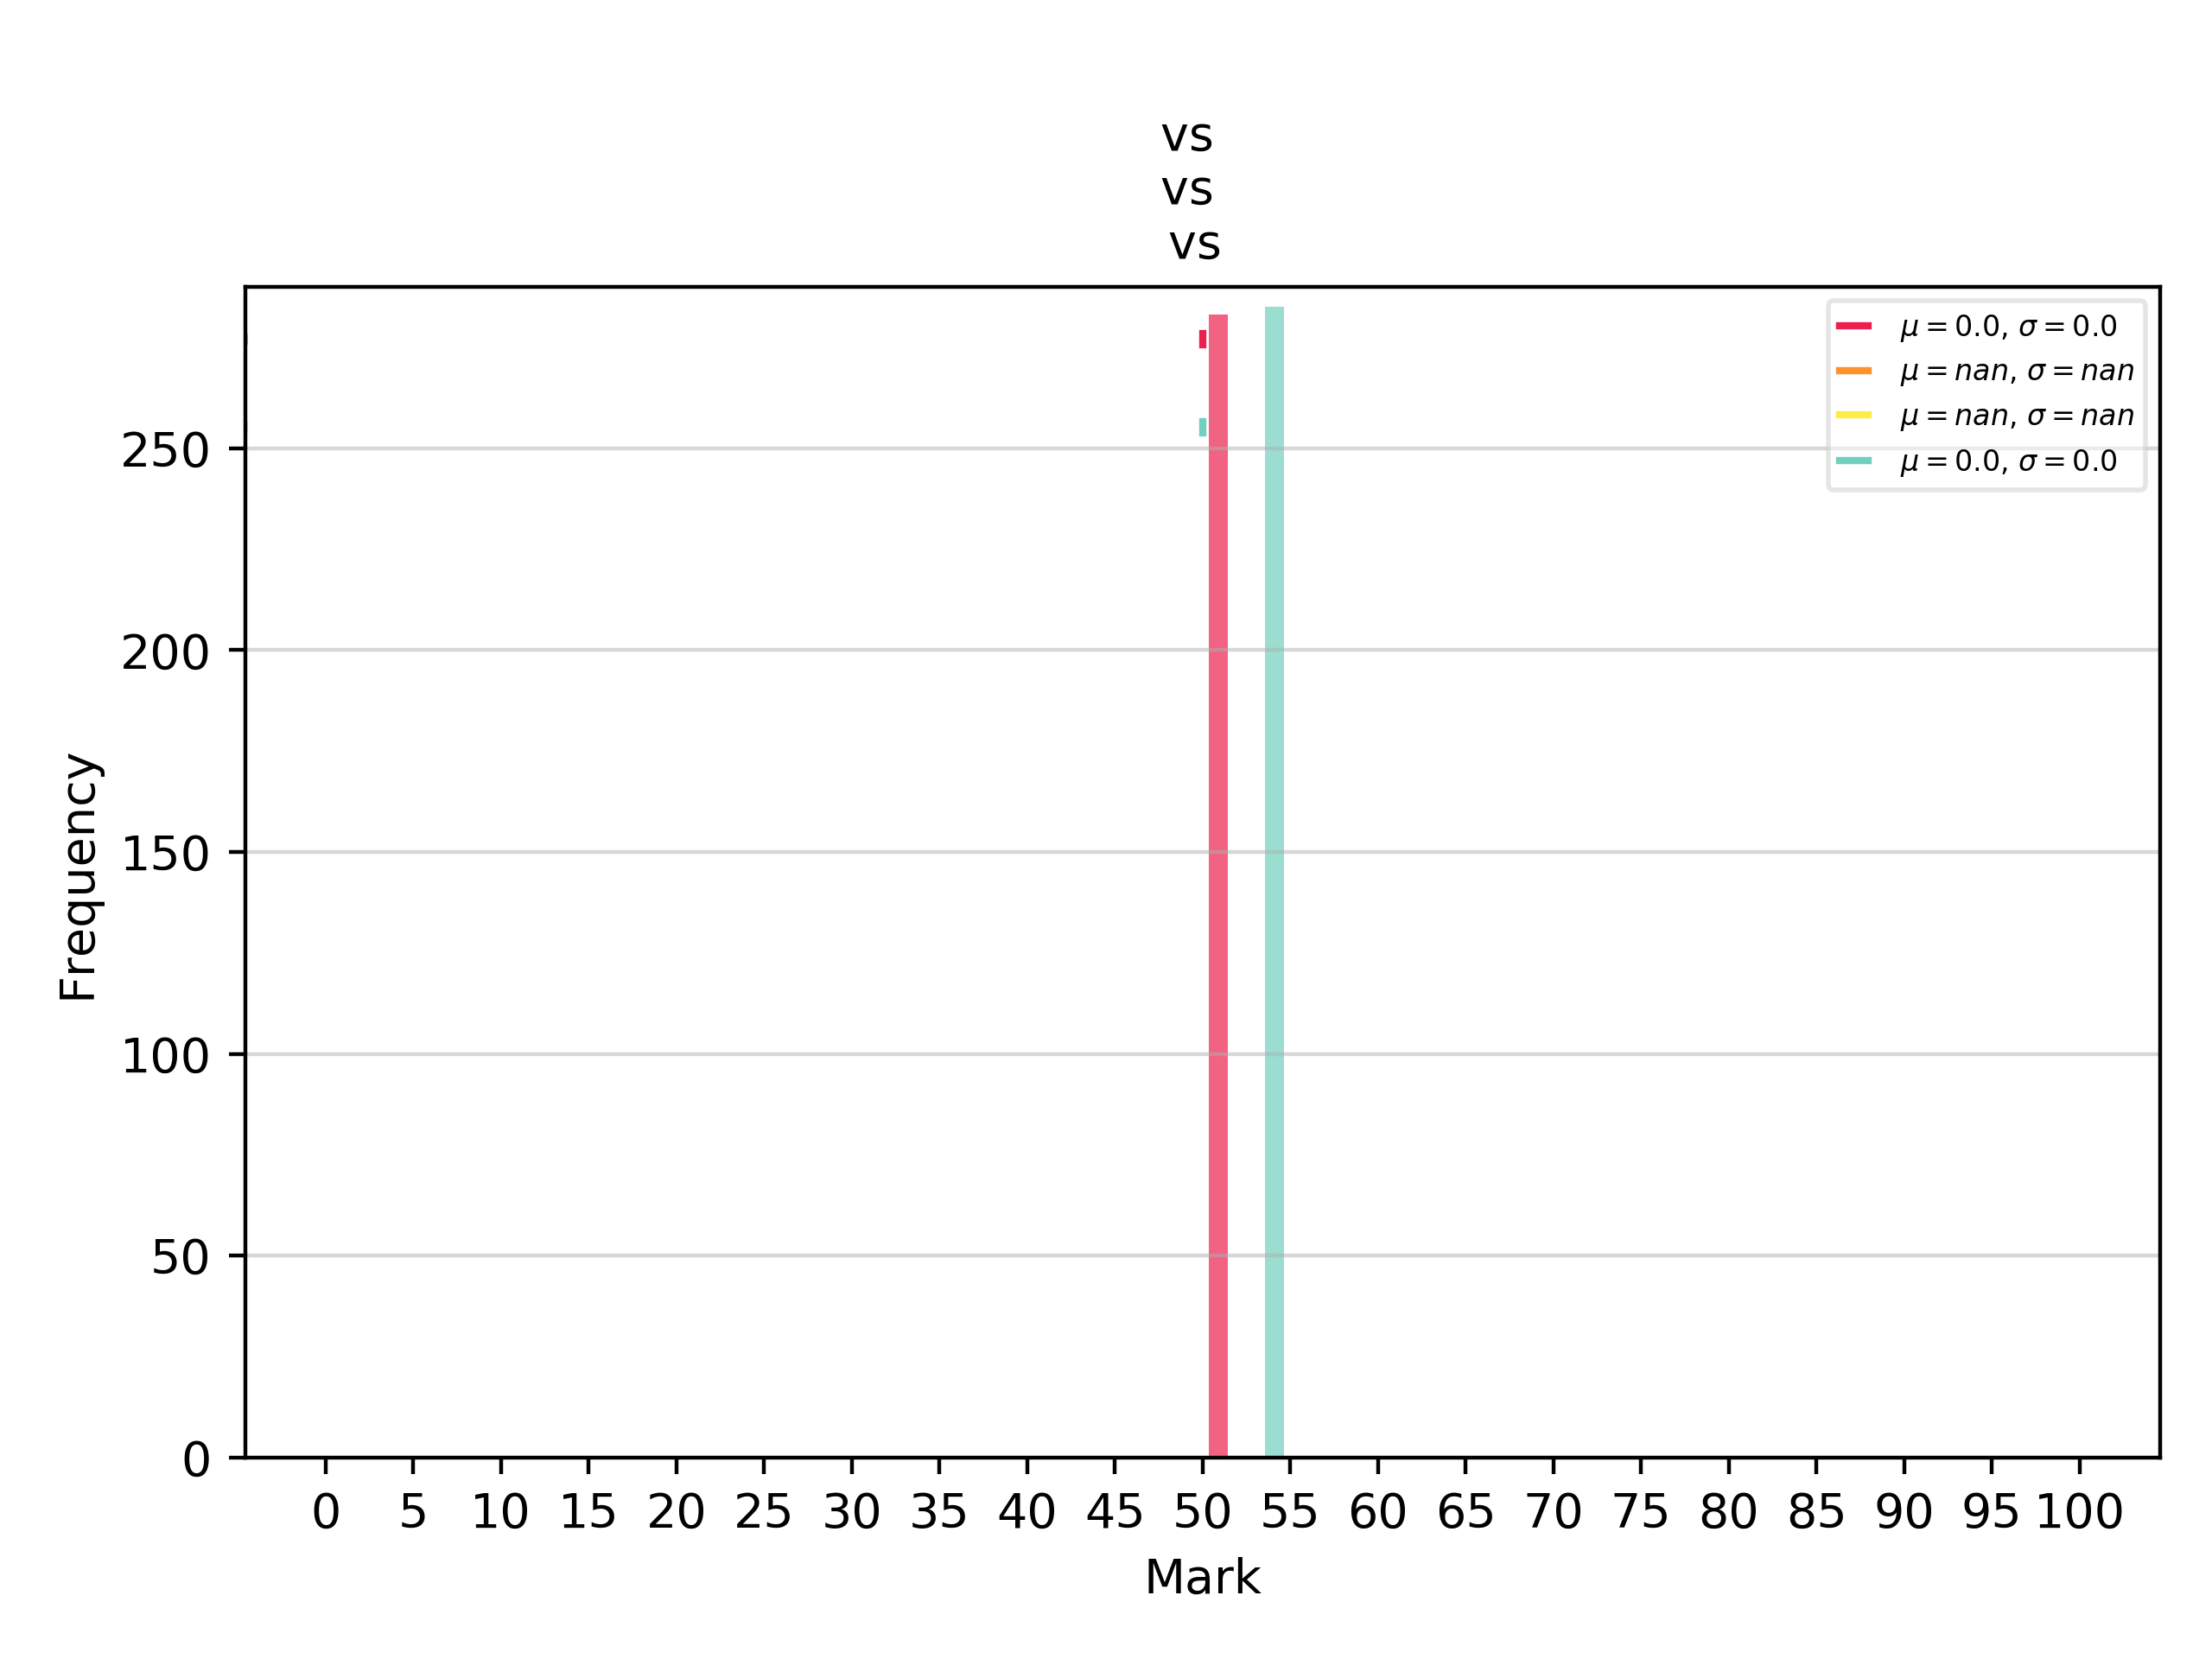 vs
vs
vs
μ = 0.0, σ = 0.0
μ = nan, σ = nan
μ = nan, σ = nan
μ = 0.0, σ = 0.0
250
200
150
100
50
0
Frequency
0 5 10 15 20 25 30 35 40 45 50 55 60 65 70 75 80 85 90 95 100
Mark